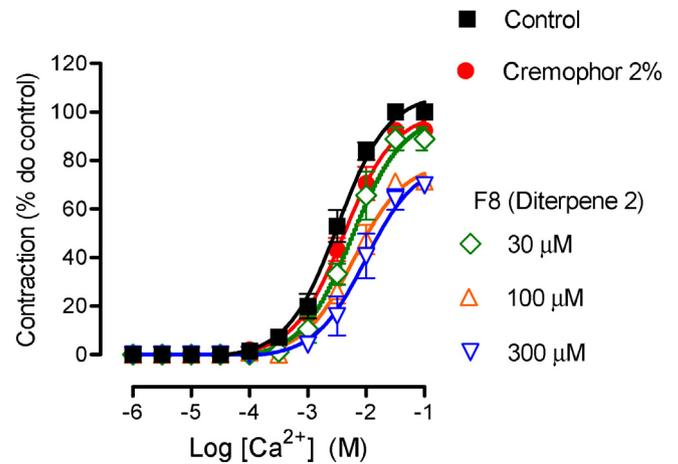 Control
Cremophor 2%
F8 (Diterpene 2)
30 µM
100 µM
300 µM
Contraction (% do control)
120
100
80
60
40
20
0
-6 -5 -4 -3 -2 -1
Log [Ca²⁺] (M)